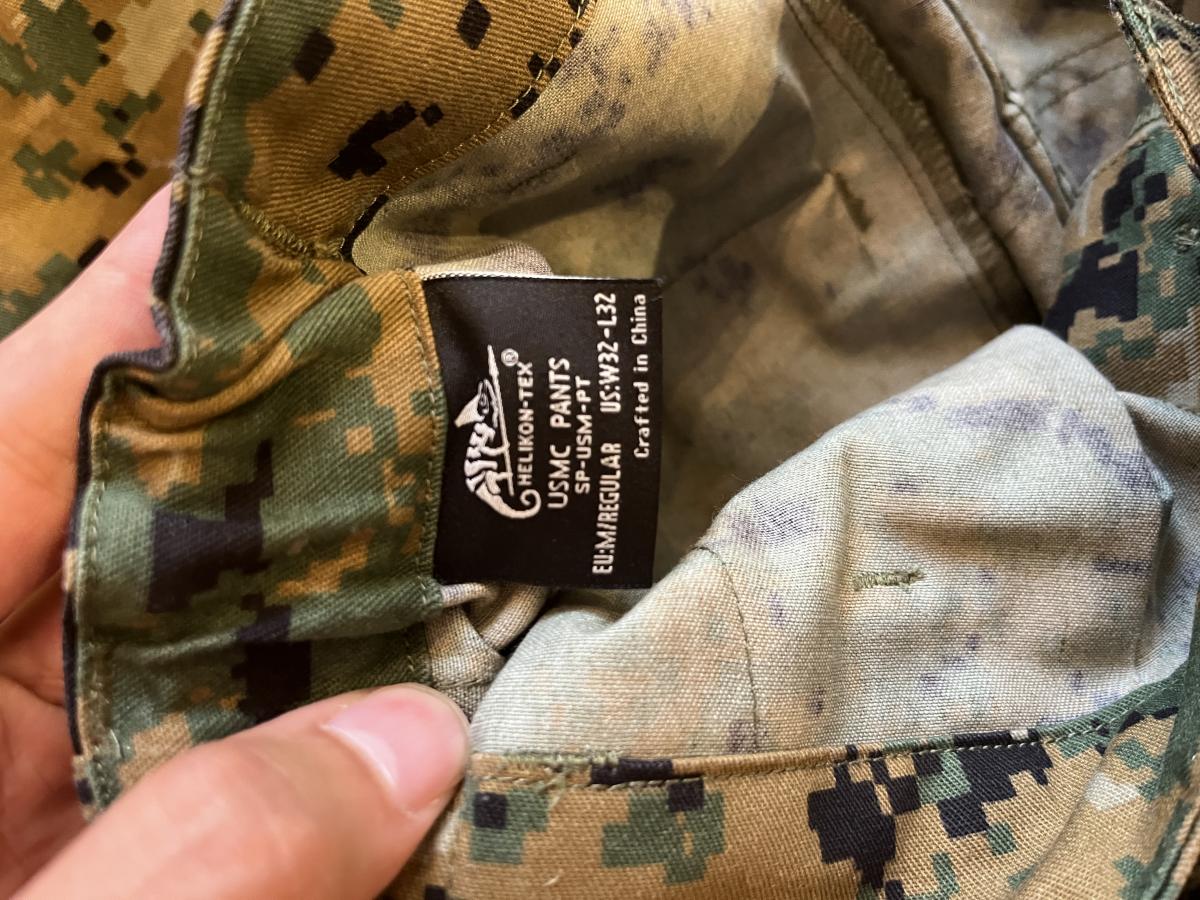 HELIKON-TEX®
USMC PANTS
SP-USM-PT
EU:M/REGULAR US:W32-L32
Crafted in China